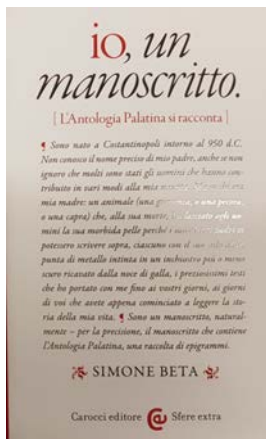 io, un
manoscritto.
[ L'Antologia Palatina si racconta ]
¶ Sono nato a Costantinopoli intorno al 950 d.C.
Non conosco il nome preciso di mio padre, anche se non
ignoro che molti sono stati gli uomini che hanno con-
tribuito in vari modi alla mia
mia madre: un animale (una o una pecora,
o una capra) che, alla sua morte, ha lasciato agli uo-
mini la sua morbida pelle perché i
potessero scrivere sopra, ciascuno con il suo
punta di metallo intinta in un inchiostro più o meno
scuro ricavato dalla noce di galla, i preziosissimi testi
che ho portato con me fino ai vostri giorni, ai giorni
di voi che avete appena cominciato a leggere la sto-
ria della mia vita. ¶ Sono un manoscritto, natural-
mente – per la precisione, il manoscritto che contiene
l'Antologia Palatina, una raccolta di epigrammi.
SIMONE BETA
Carocci editore Sfere extra